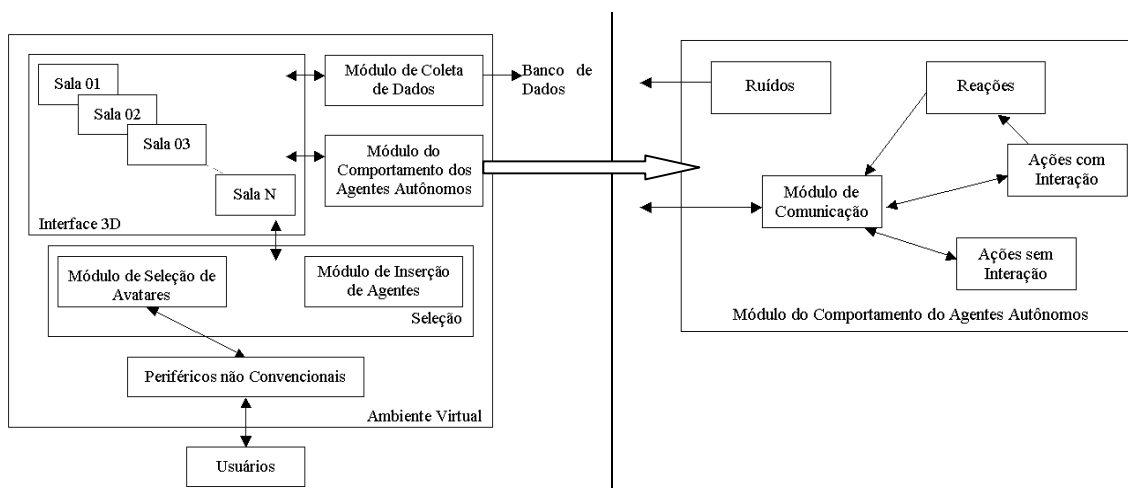 Sala 01
Sala 02
Sala 03
Sala N
Interface 3D
Módulo de Coleta
de Dados
Banco de
Dados
Módulo do
Comportamento dos
Agentes Autônomos
Módulo de Seleção de
Avatares
Módulo de Inserção
de Agentes
Seleção
Periféricos não Convencionais
Ambiente Virtual
Usuários
Ruídos
Reações
Ações com
Interação
Módulo de
Comunicação
Ações sem
Interação
Módulo do Comportamento do Agentes Autônomos